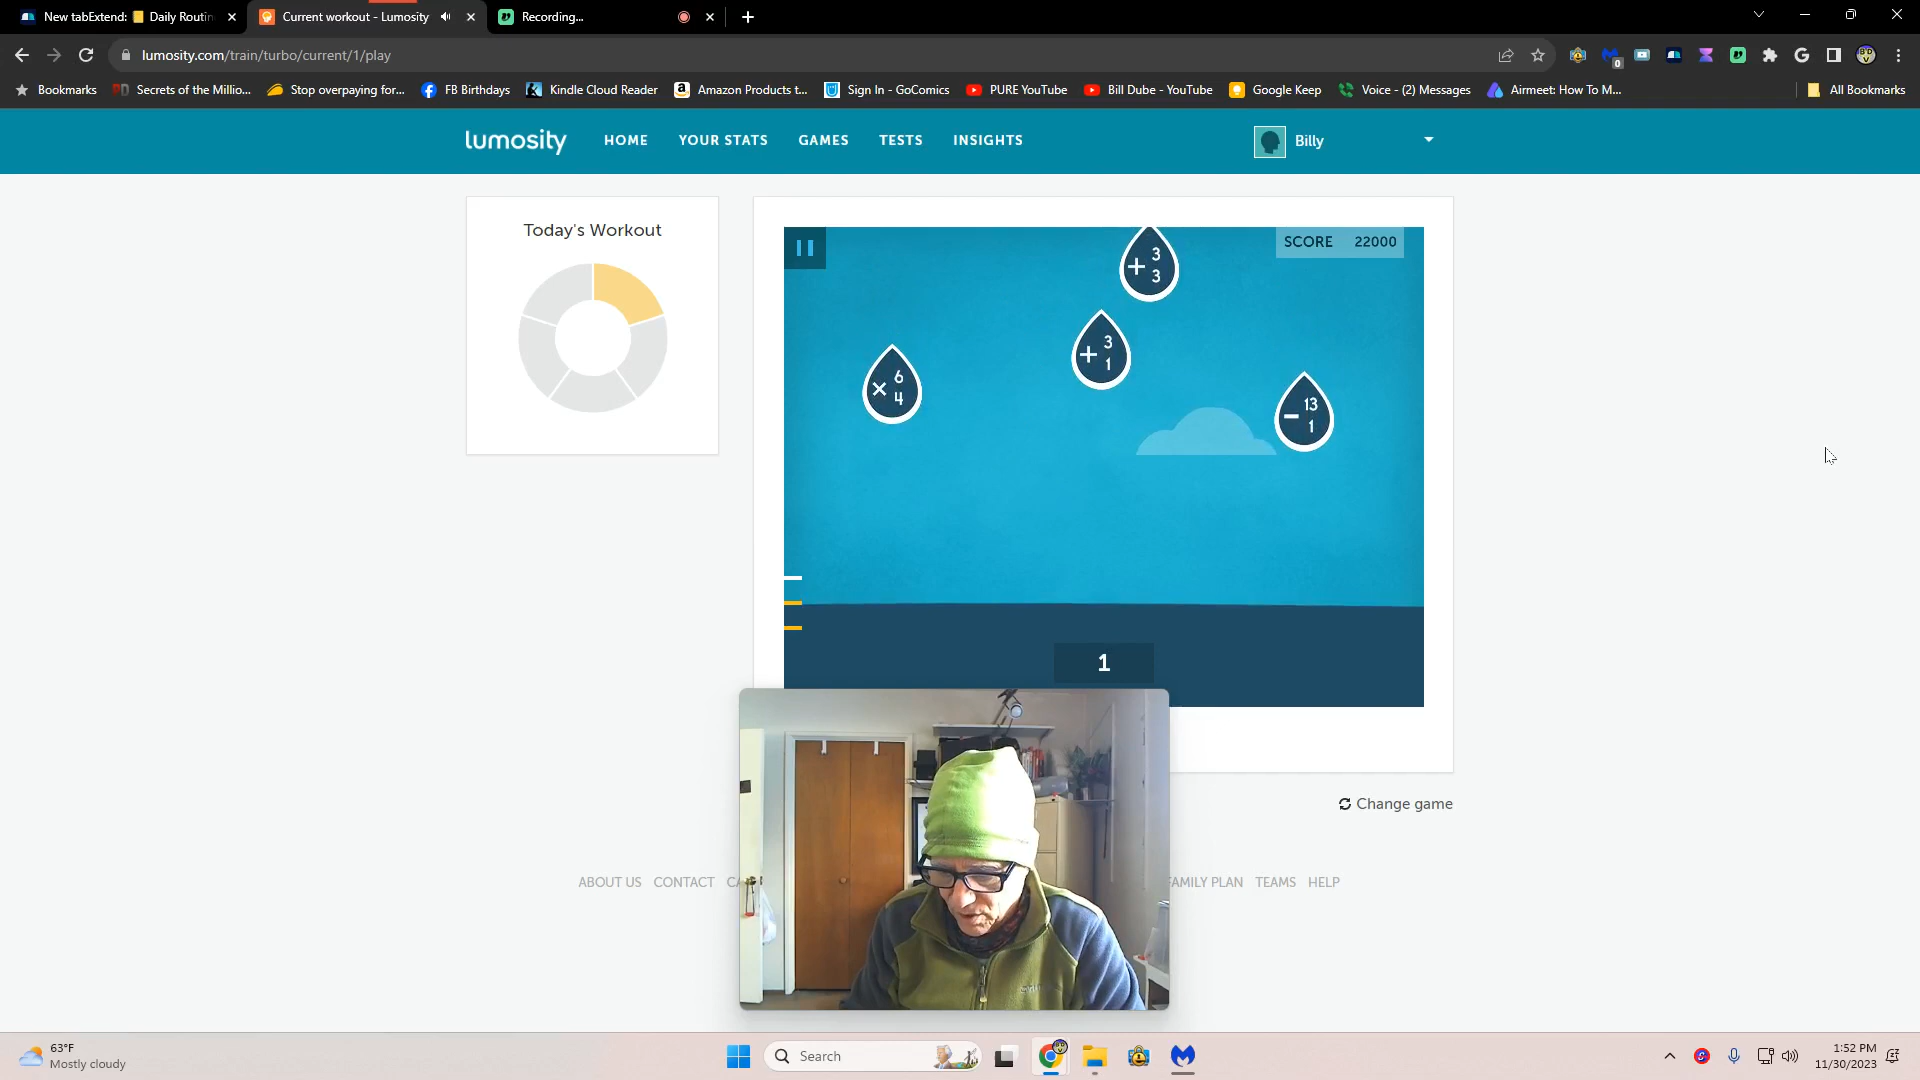 New tabExtend: Daily Routin
Current workout - Lumosity
Recording...
lumosity.com/train/turbo/current/1/play
0
Bookmarks
Secrets of the Millio...
Stop overpaying for...
FB Birthdays
Kindle Cloud Reader
Amazon Products t...
Sign In - GoComics
PURE YouTube
Bill Dube - YouTube
Google Keep
Voice - (2) Messages
Airmeet: How To M...
All Bookmarks
lumosity
HOME
YOUR STATS
GAMES
TESTS
INSIGHTS
Billy
Today's Workout
SCORE 22000
+ 3
3
+ 3
1
× 6
4
− 13
1
1
Change game
ABOUT US
CONTACT
FAMILY PLAN
TEAMS
HELP
63°F
Mostly cloudy
Search
1:52 PM
11/30/2023